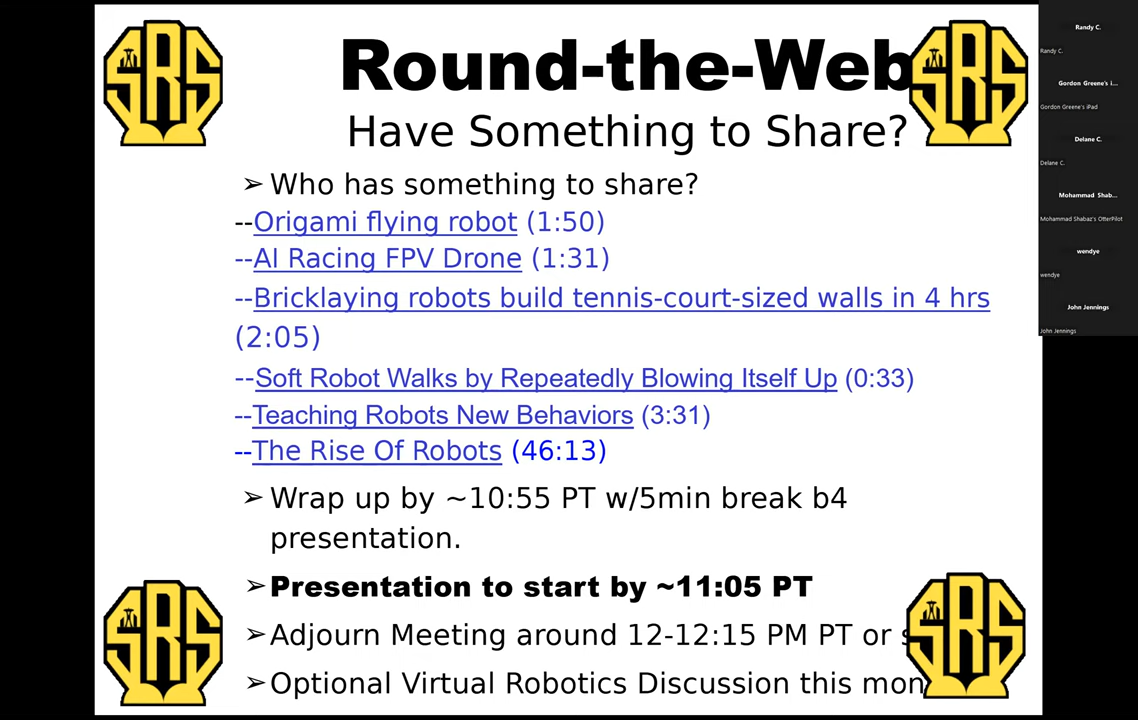 SRS
SRS
Round-the-Web
Have Something to Share?
➢ Who has something to share?
--Origami flying robot (1:50)
--AI Racing FPV Drone (1:31)
--Bricklaying robots build tennis-court-sized walls in 4 hrs
(2:05)
--Soft Robot Walks by Repeatedly Blowing Itself Up (0:33)
--Teaching Robots New Behaviors (3:31)
--The Rise Of Robots (46:13)
➢ Wrap up by ~10:55 PT w/5min break b4
presentation.
➢ Presentation to start by ~11:05 PT
➢ Adjourn Meeting around 12-12:15 PM PT or
➢ Optional Virtual Robotics Discussion this
SRS
SRS
Randy C.
Randy C.
Gordon Greene's i...
Gordon Greene's iPad
Delane C.
Delane C.
Mohammad Shab...
Mohammad Shabaz's OtterPilot
wendye
wendye
John Jennings
John Jennings